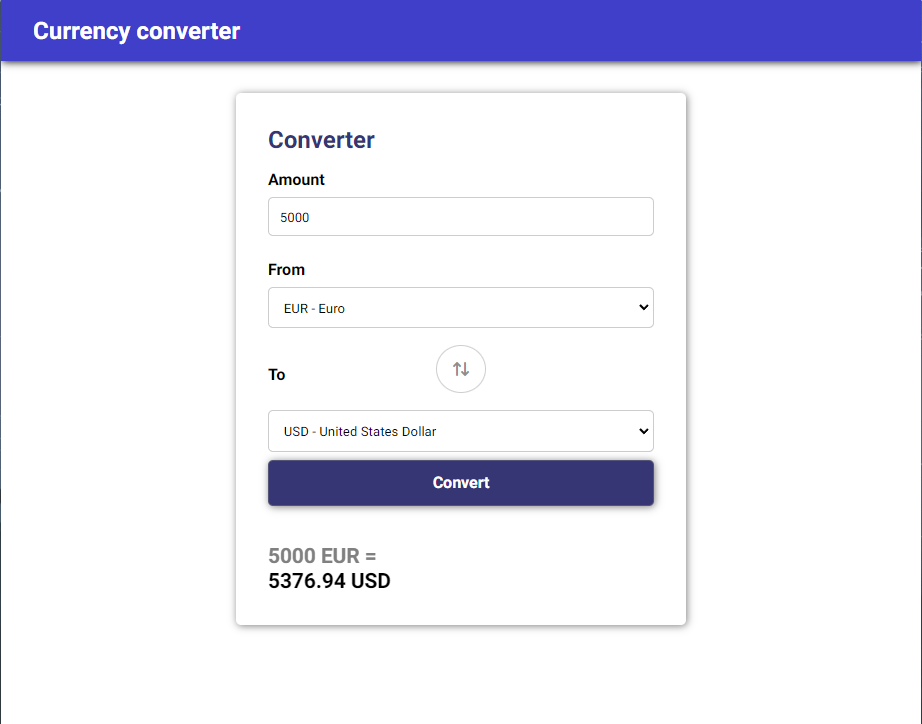 Currency converter
Converter
Amount
5000
From
EUR - Euro
To
USD - United States Dollar
Convert
5000 EUR =
5376.94 USD